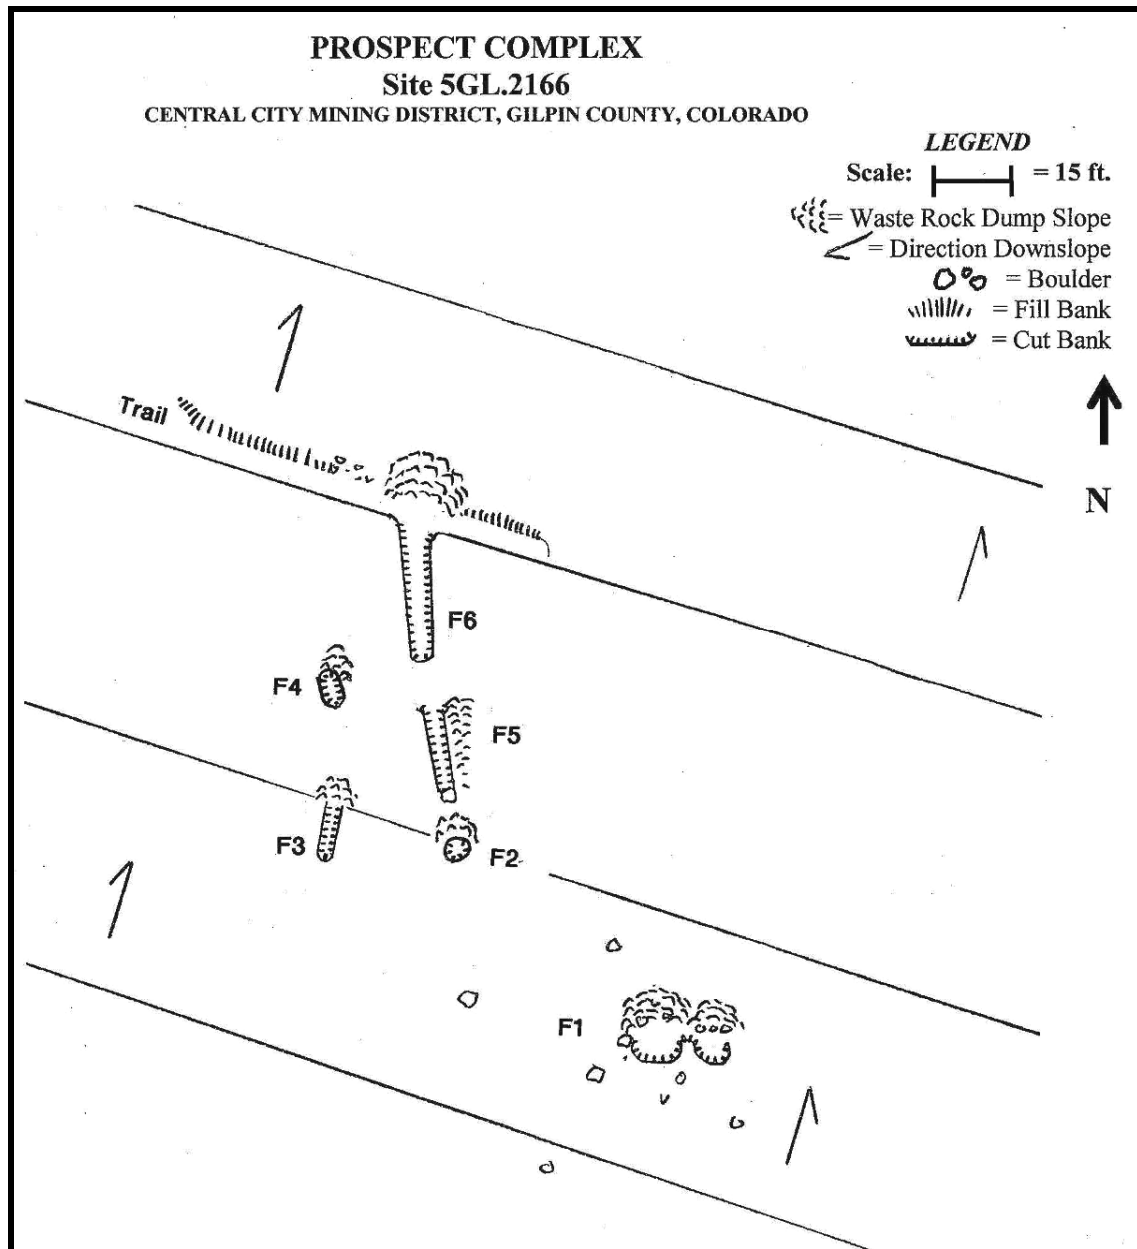 PROSPECT COMPLEX
Site 5GL.2166
CENTRAL CITY MINING DISTRICT, GILPIN COUNTY, COLORADO
LEGEND
Scale: = 15 ft.
= Waste Rock Dump Slope
= Direction Downslope
= Boulder
= Fill Bank
= Cut Bank
N
Trail
F6
F4
F5
F3
F2
F1